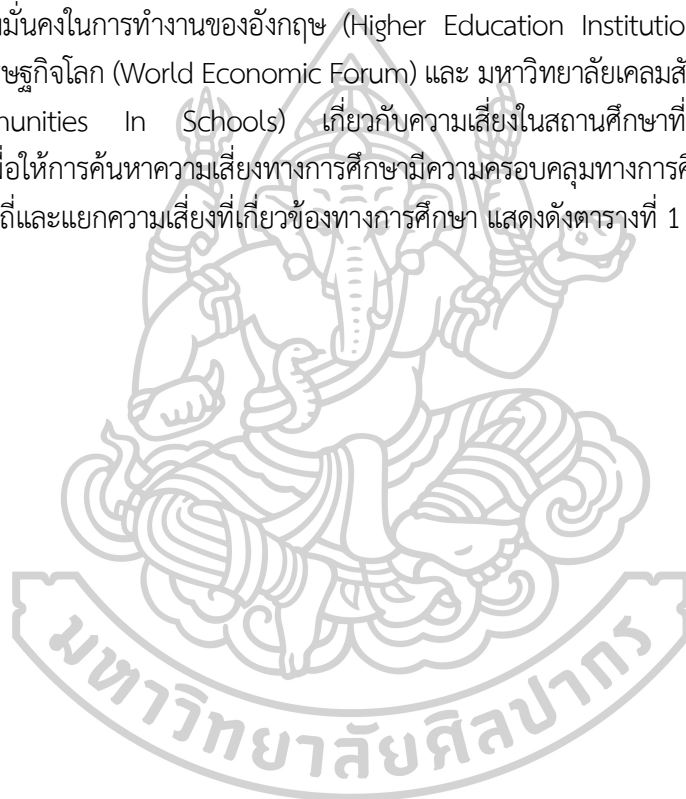 มั่นคงในการทำงานของอังกฤษ (Higher Education Institutio
ษฐกิจโลก (World Economic Forum) และ มหาวิทยาลัยเคลมสั
unities In Schools) เกี่ยวกับความเสี่ยงในสถานศึกษาที่
ื่อให้การค้นหาความเสี่ยงทางการศึกษามีความครอบคลุมทางการศึ
ถี่และแยกความเสี่ยงที่เกี่ยวข้องทางการศึกษา แสดงดังตารางที่ 1
มหาวิทยาลัยศิลปากร